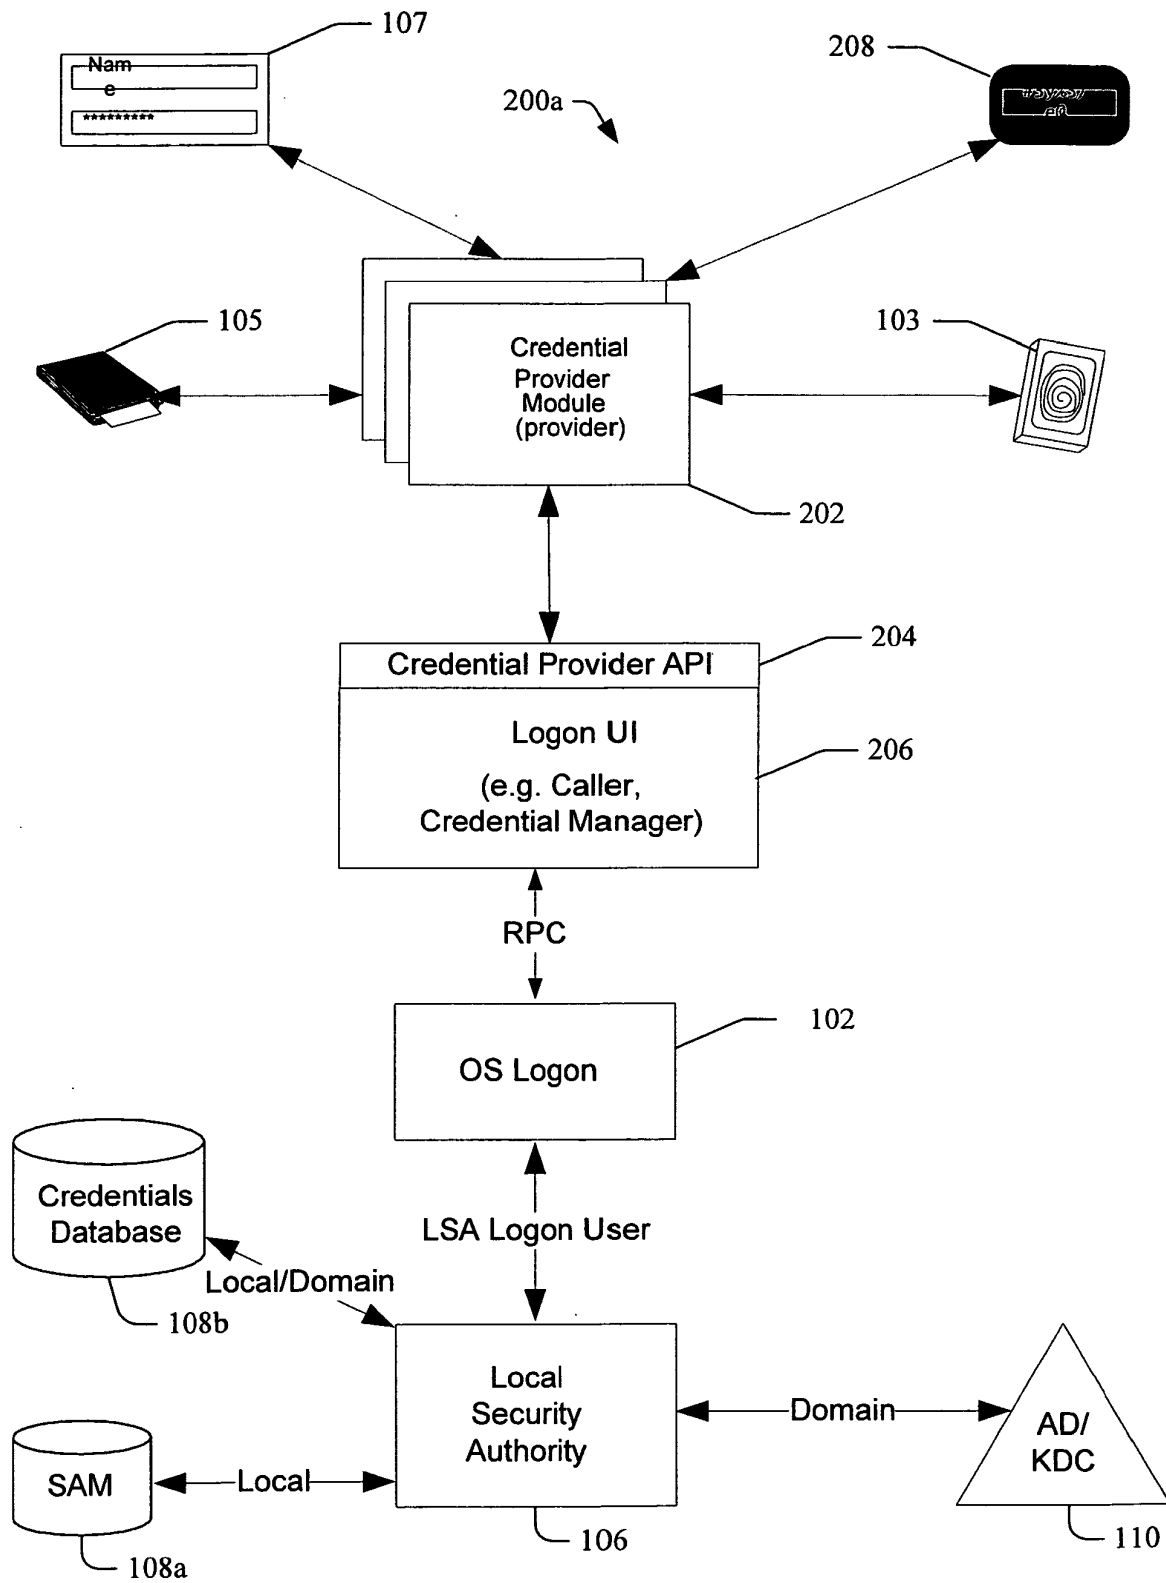 107
208
Nam
e
*********
200a
105
103
Credential
Provider
Module
(provider)
202
204
Credential Provider API
Logon UI
206
(e.g. Caller,
Credential Manager)
RPC
102
OS Logon
Credentials
Database
LSA Logon User
Local/Domain
108b
Local
Security
Authority
Domain
AD/
KDC
SAM
Local
106
110
108a